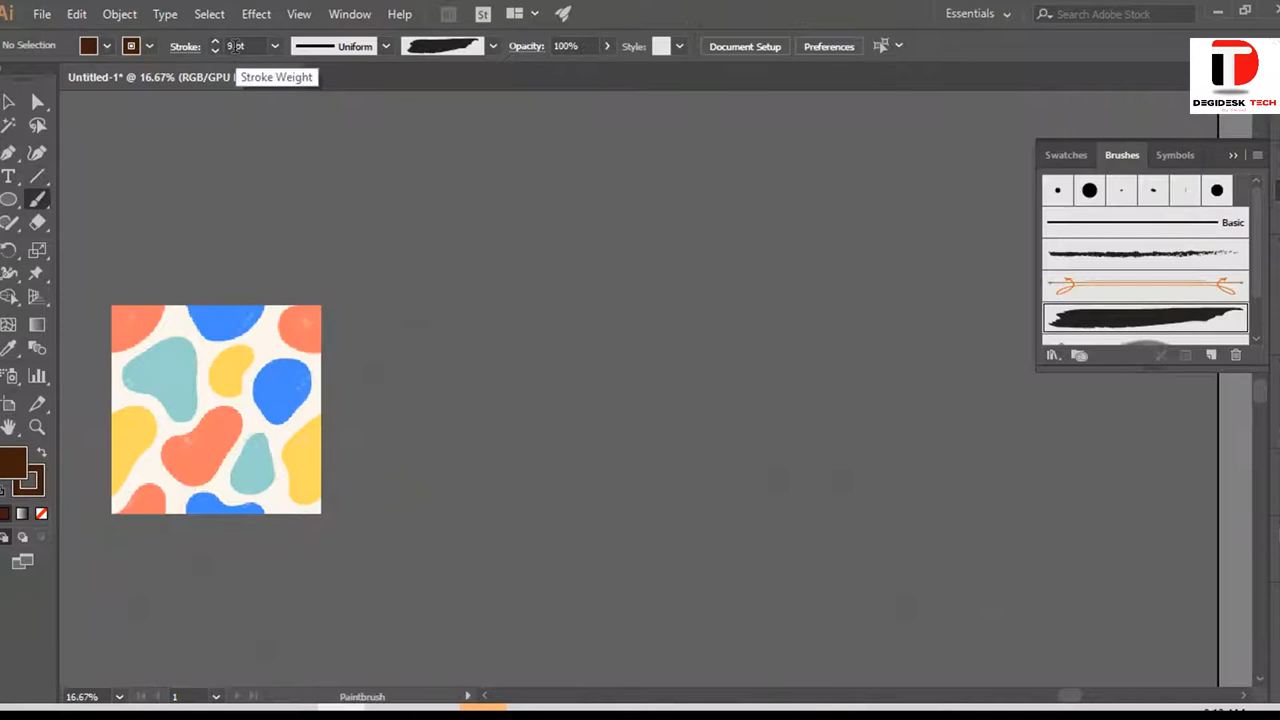 Ai File Edit Object Type Select Effect View Window Help St Essentials Search Adobe Stock
No Selection Stroke: Uniform Opacity: 100% Style: Document Setup Preferences
Untitled-1* @ 16.67% (RGB/GPU
Stroke Weight
DEGIDESK TECH
Swatches Brushes Symbols
Basic
16.67% 1 Paintbrush